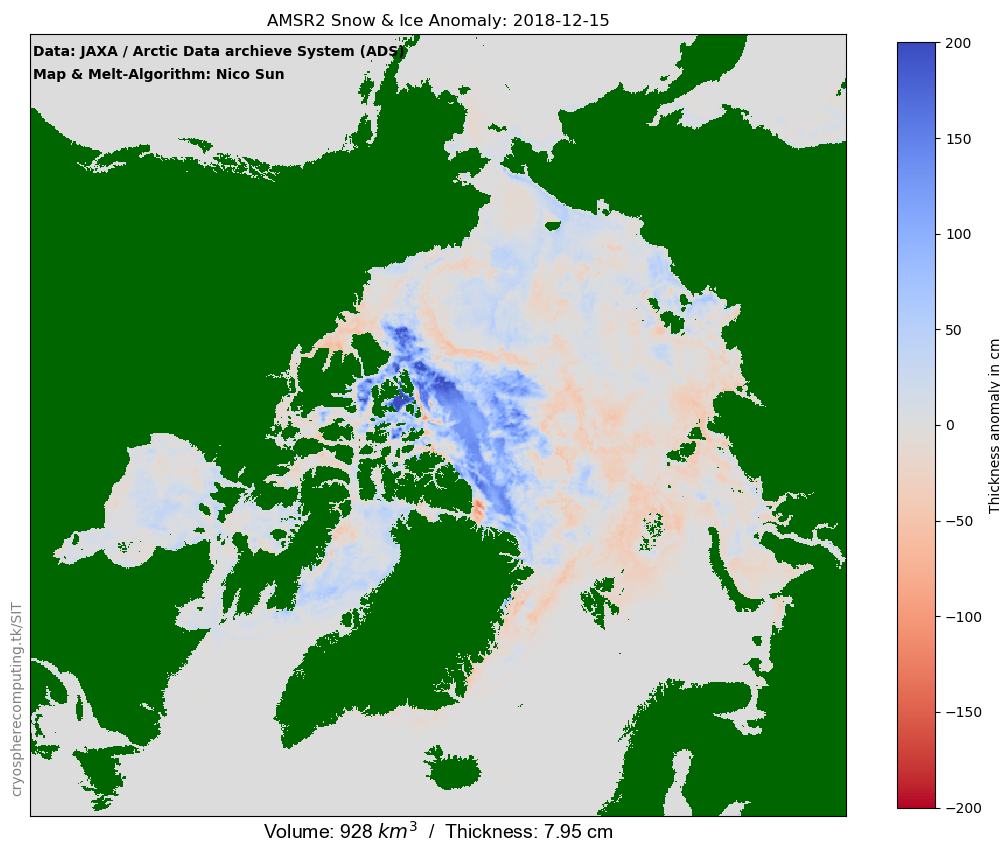 AMSR2 Snow & Ice Anomaly: 2018-12-15
Data: JAXA / Arctic Data archieve System (ADS)
Map & Melt-Algorithm: Nico Sun
200
150
100
50
0
−50
−100
−150
−200
Thickness anomaly in cm
cryospherecomputing.tk/SIT
Volume: 928 km³ / Thickness: 7.95 cm